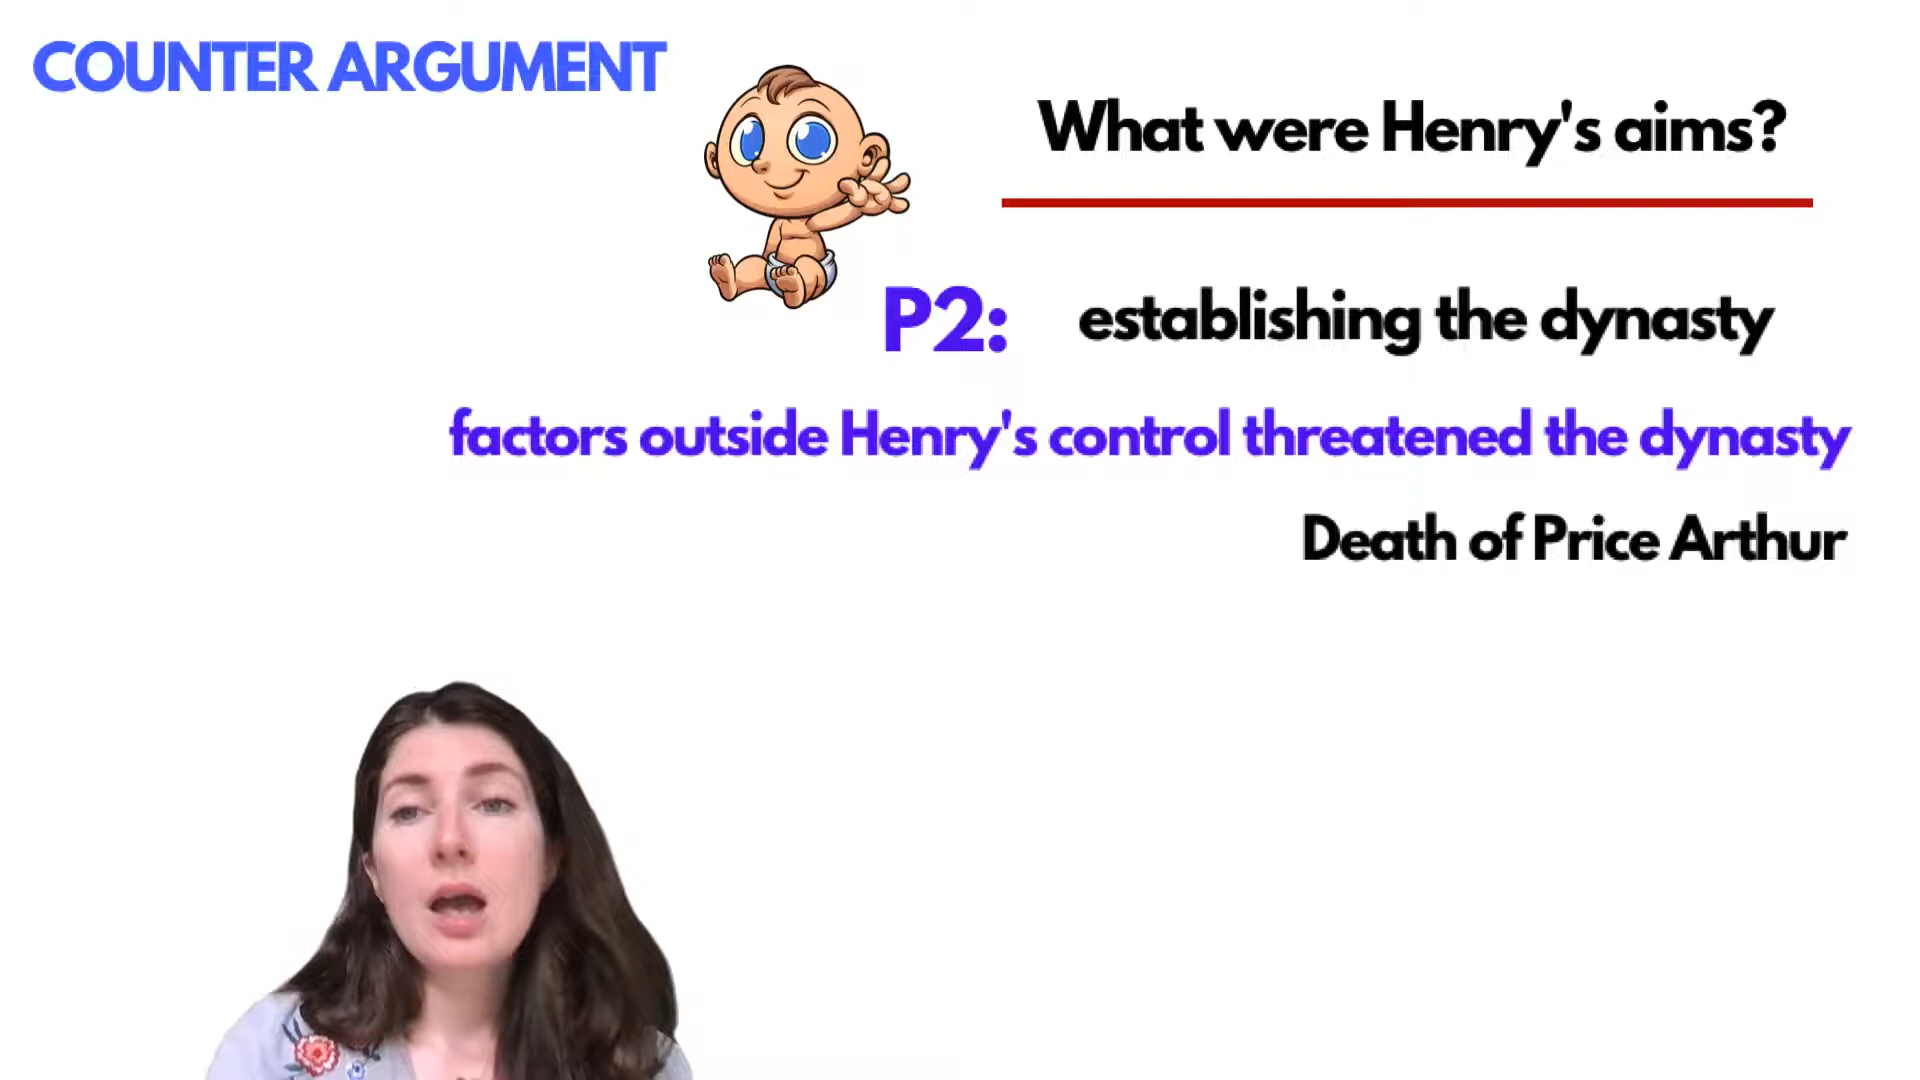 COUNTER ARGUMENT
What were Henry's aims?
P2: establishing the dynasty
factors outside Henry's control threatened the dynasty
Death of Price Arthur